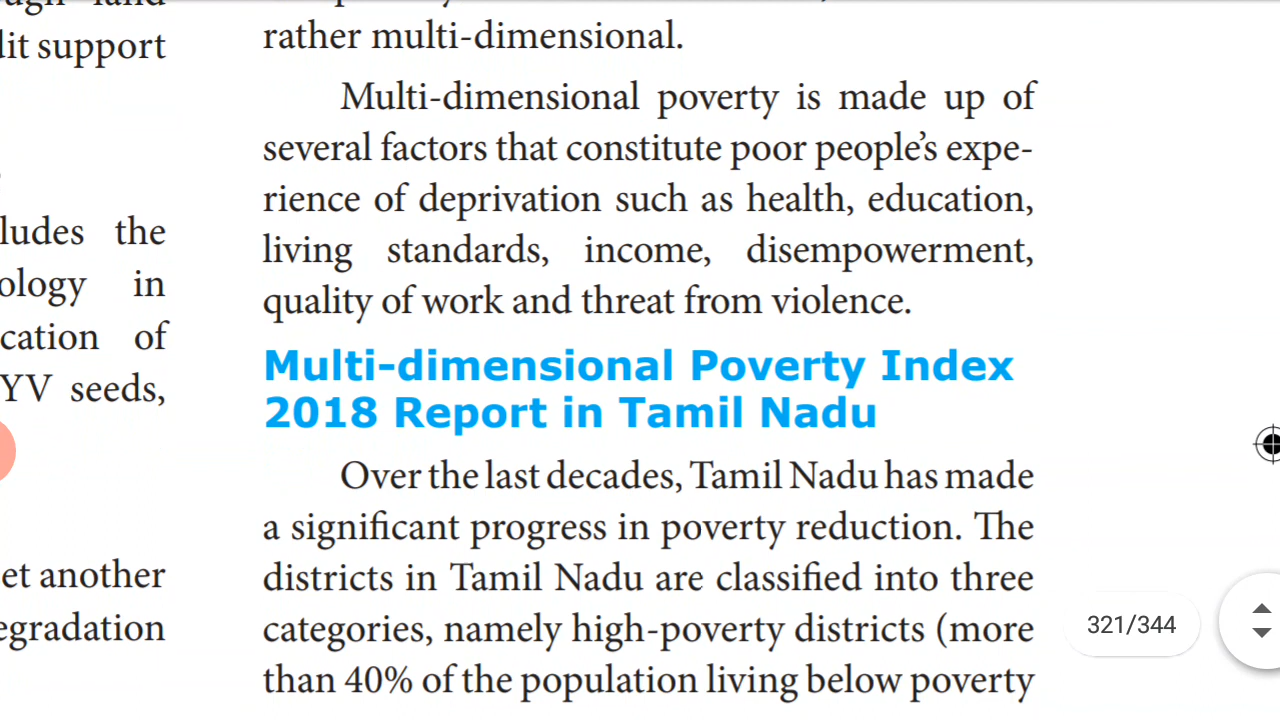 dit support
ludes the
ology in
cation of
YV seeds,
et another
egradation
rather multi-dimensional.
Multi-dimensional poverty is made up of
several factors that constitute poor people’s expe-
rience of deprivation such as health, education,
living standards, income, disempowerment,
quality of work and threat from violence.
Multi-dimensional Poverty Index
2018 Report in Tamil Nadu
Over the last decades, Tamil Nadu has made
a significant progress in poverty reduction. The
districts in Tamil Nadu are classified into three
categories, namely high-poverty districts (more
than 40% of the population living below poverty
321/344